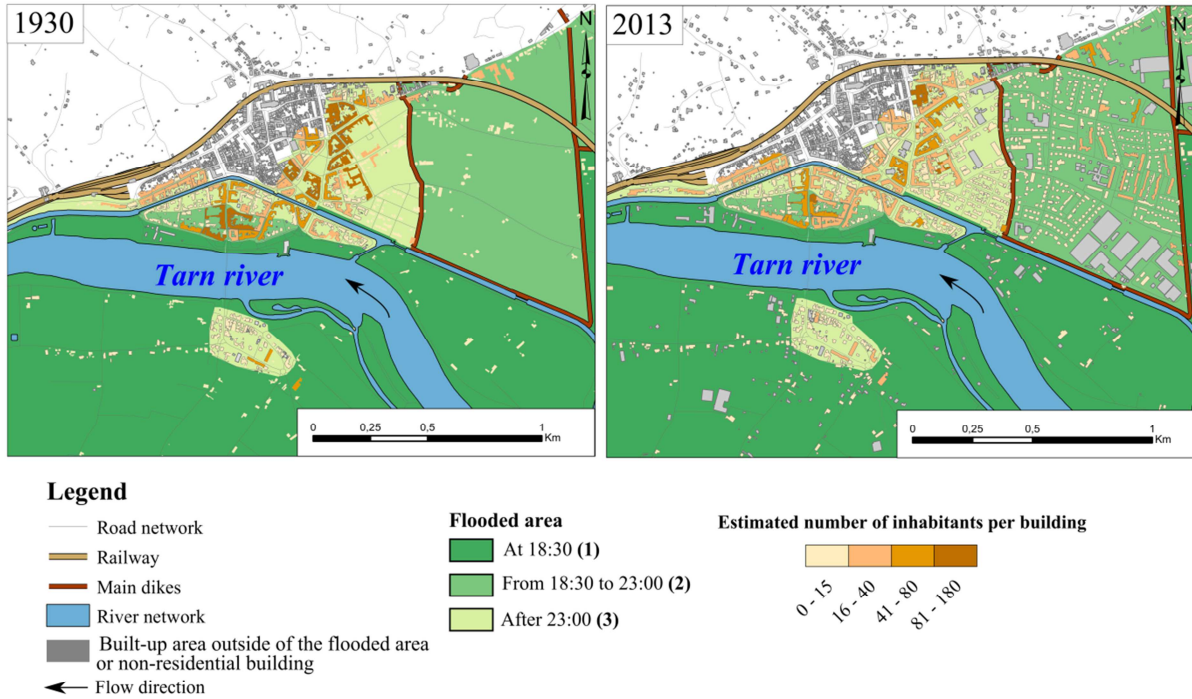 1930
N
Tarn river
0 0,25 0,5 1
Km
2013
N
Tarn river
0 0,25 0,5 1
Km
Legend
Road network
Railway
Main dikes
River network
Built-up area outside of the flooded area
or non-residential building
Flow direction
Flooded area
At 18:30 (1)
From 18:30 to 23:00 (2)
After 23:00 (3)
Estimated number of inhabitants per building
0 - 15
16 - 40
41 - 80
81 - 180